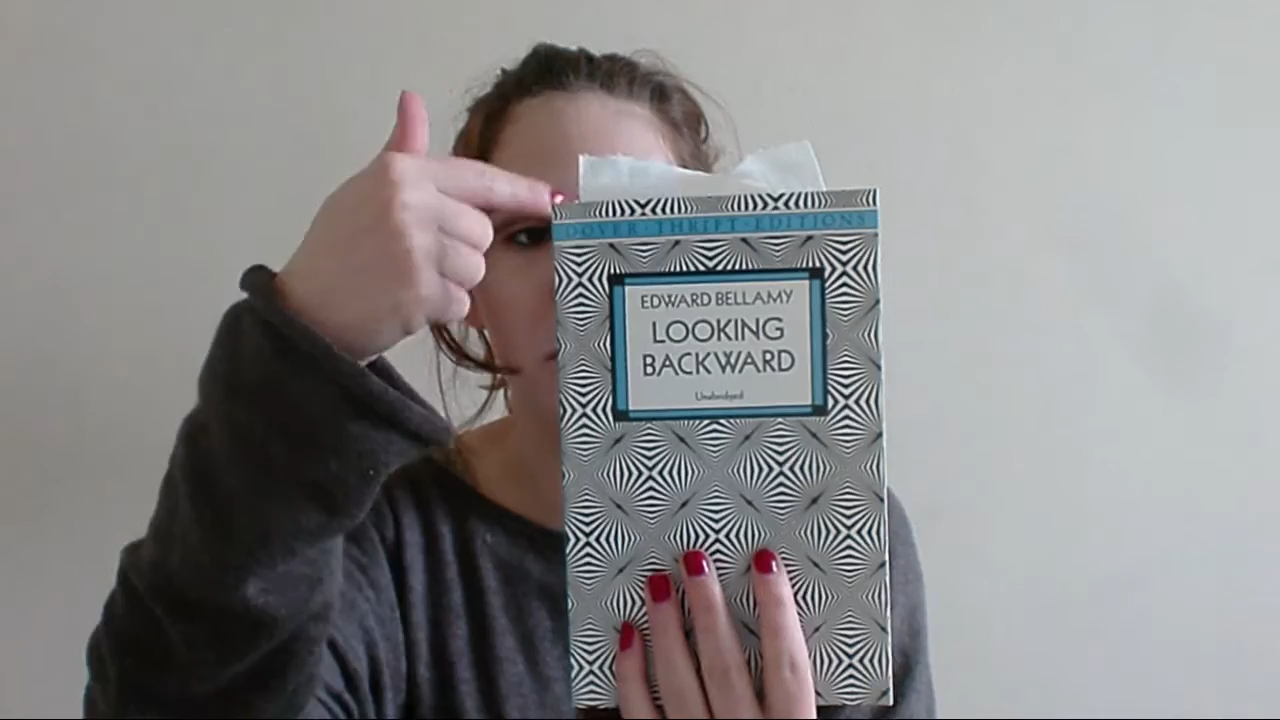 DOVER · THRIFT · EDITIONS
EDWARD BELLAMY
LOOKING
BACKWARD
Unabridged